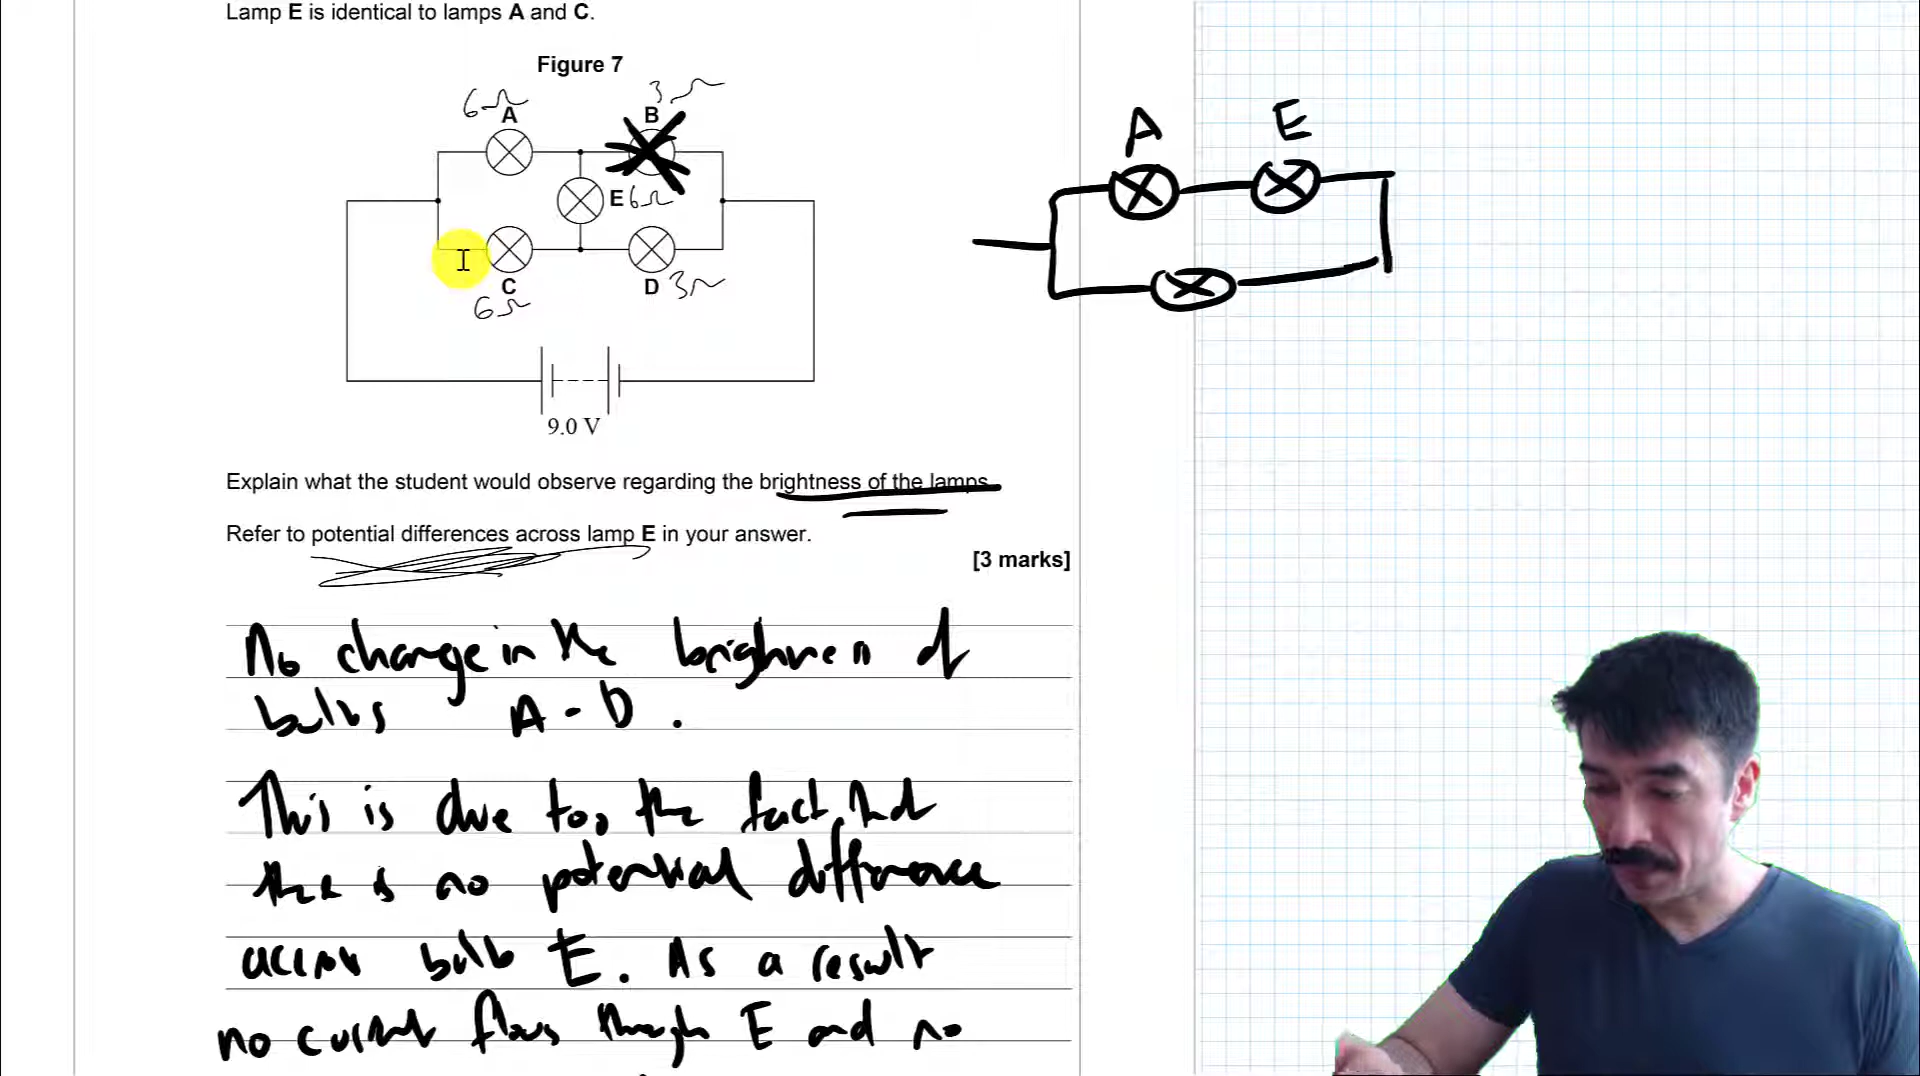 Lamp E is identical to lamps A and C.
Figure 7
6Ω
3
A
B
A
E
E 6Ω
C
D 3Ω
6Ω
9.0 V
Explain what the student would observe regarding the brightness of the lamps.
Refer to potential differences across lamp E in your answer.
[3 marks]
No change in the brightness of
bulbs A - D.
This is due to, the fact that
there is no potential difference
across bulb E. As a result
no current flows through E and no